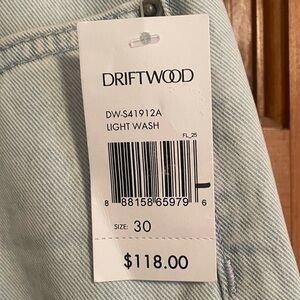 DRIFTWOOD
DW-S41912A
LIGHT WASH
FL_25
8 88158 65979 6
SIZE: 30
$118.00